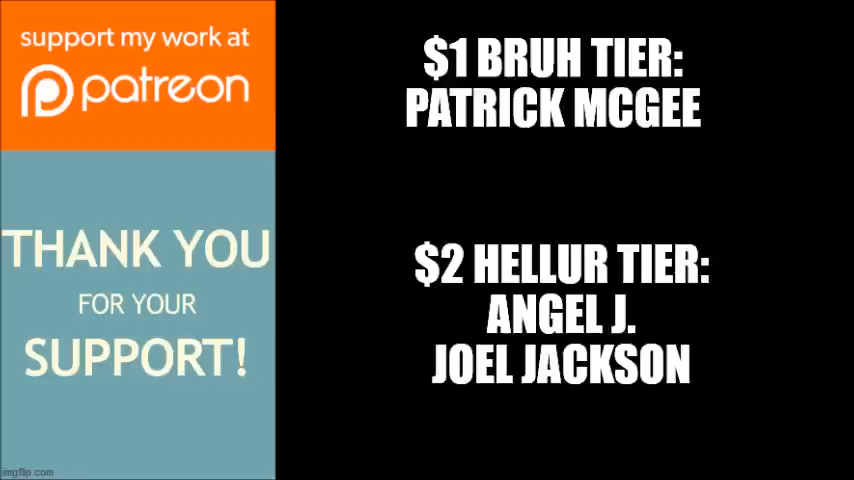 support my work at
patreon
THANK YOU
FOR YOUR
SUPPORT!
imgflip.com
$1 BRUH TIER:
PATRICK MCGEE
$2 HELLUR TIER:
ANGEL J.
JOEL JACKSON